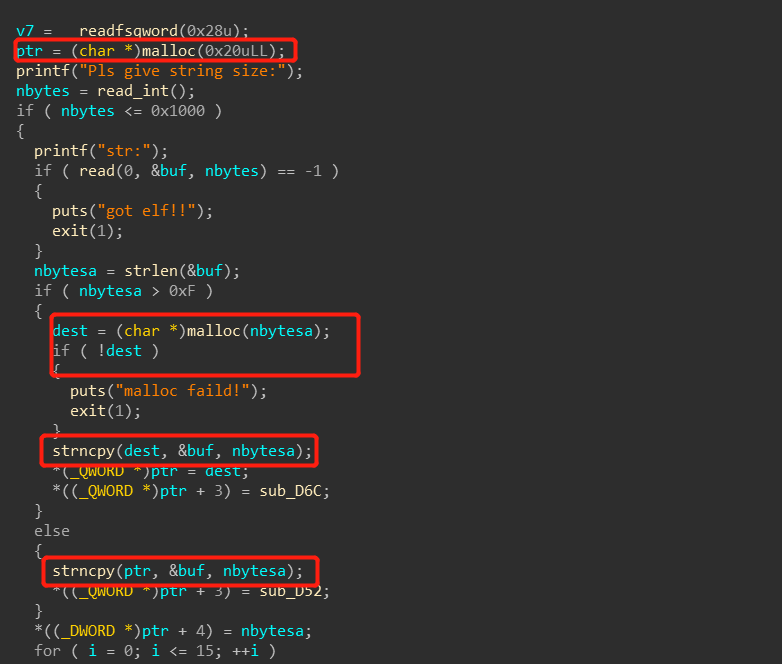 v7 = readfsqword(0x28u);
ptr = (char *)malloc(0x20uLL);
printf("Pls give string size:");
nbytes = read_int();
if ( nbytes <= 0x1000 )
{
printf("str:");
if ( read(0, &buf, nbytes) == -1 )
{
puts("got elf!!");
exit(1);
}
nbytesa = strlen(&buf);
if ( nbytesa > 0xF )
{
dest = (char *)malloc(nbytesa);
if ( !dest )
{
puts("malloc faild!");
exit(1);
}
strncpy(dest, &buf, nbytesa);
*(_QWORD *)ptr = dest;
*((_QWORD *)ptr + 3) = sub_D6C;
}
else
{
strncpy(ptr, &buf, nbytesa);
*((_QWORD *)ptr + 3) = sub_D52;
}
*((_DWORD *)ptr + 4) = nbytesa;
for ( i = 0; i <= 15; ++i )